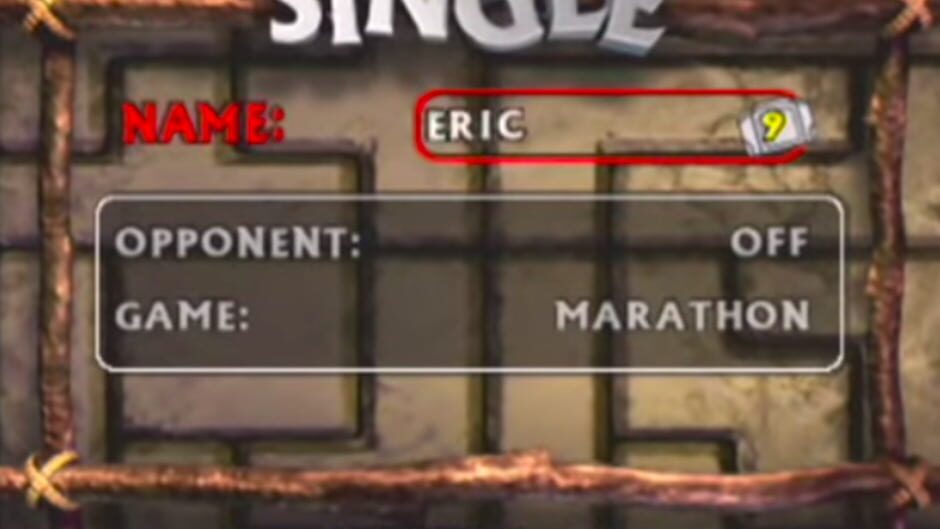 SINGLE
NAME: ERIC 9
OPPONENT: OFF
GAME: MARATHON